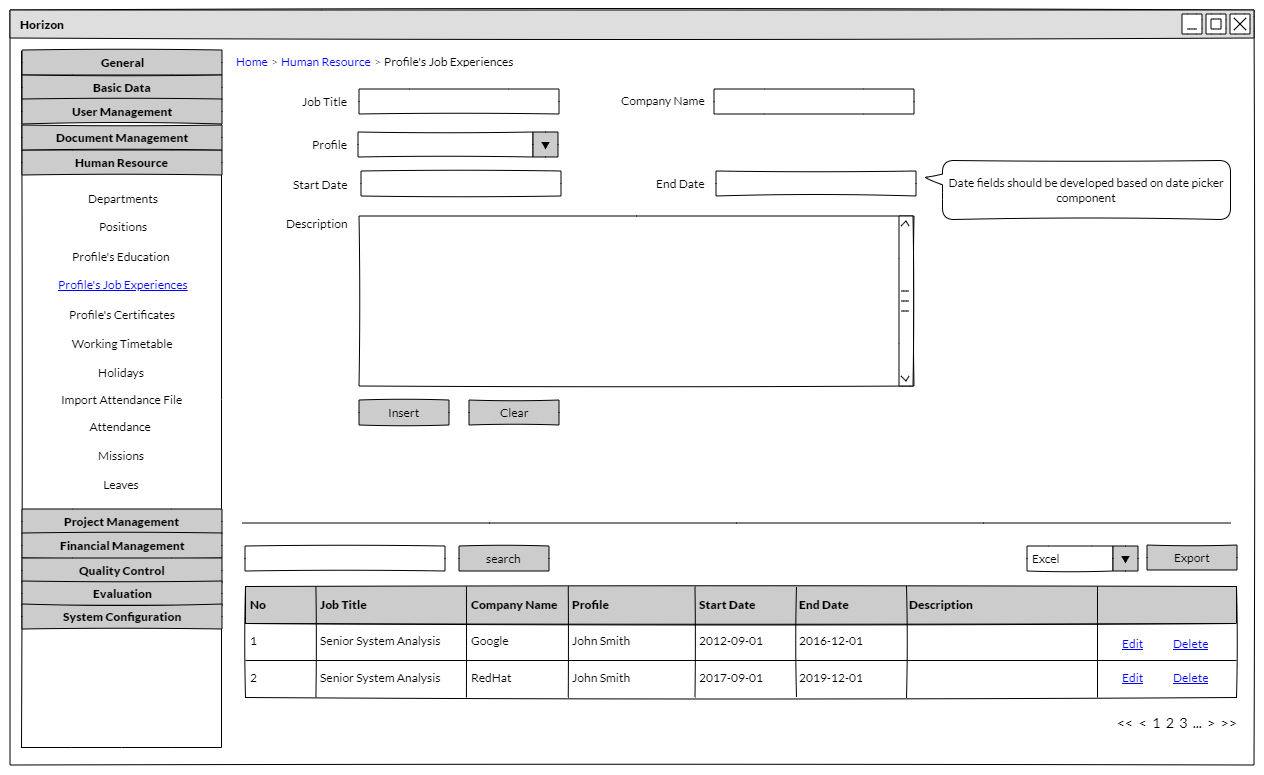 Horizon
General
Basic Data
User Management
Document Management
Human Resource
Departments
Positions
Profile's Education
Profile's Job Experiences
Profile's Certificates
Working Timetable
Holidays
Import Attendance File
Attendance
Missions
Leaves
Project Management
Financial Management
Quality Control
Evaluation
System Configuration
Home > Human Resource > Profile's Job Experiences
Job Title
Company Name
Profile
Start Date
End Date
Date fields should be developed based on date picker
component
Description
Insert Clear
search
Excel
Export
No Job Title Company Name Profile Start Date End Date Description
1 Senior System Analysis Google John Smith 2012-09-01 2016-12-01 Edit Delete
2 Senior System Analysis RedHat John Smith 2017-09-01 2019-12-01 Edit Delete
<< < 1 2 3 ... > >>